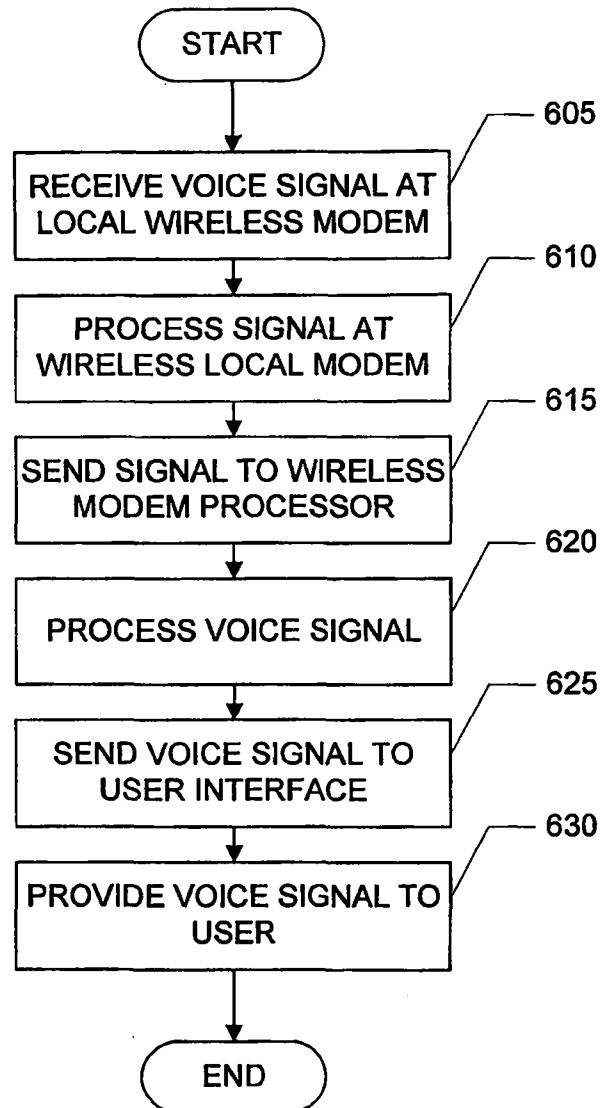 START
605
RECEIVE VOICE SIGNAL AT
LOCAL WIRELESS MODEM
610
PROCESS SIGNAL AT
WIRELESS LOCAL MODEM
615
SEND SIGNAL TO WIRELESS
MODEM PROCESSOR
620
PROCESS VOICE SIGNAL
625
SEND VOICE SIGNAL TO
USER INTERFACE
630
PROVIDE VOICE SIGNAL TO
USER
END